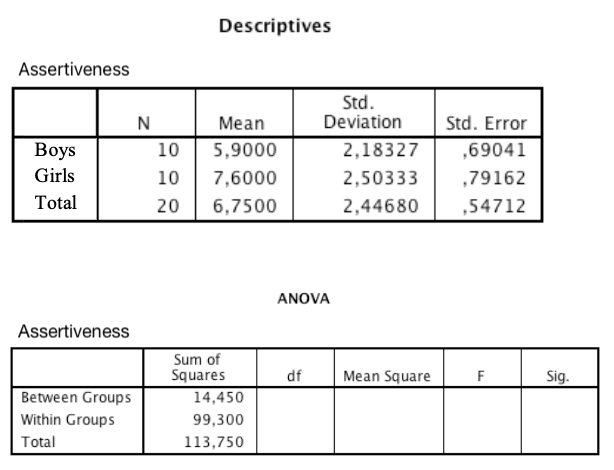 Descriptives
Assertiveness
N Mean Std. Deviation Std. Error
Boys 10 5,9000 2,18327 ,69041
Girls 10 7,6000 2,50333 ,79162
Total 20 6,7500 2,44680 ,54712
ANOVA
Assertiveness
Sum of Squares df Mean Square F Sig.
Between Groups 14,450
Within Groups 99,300
Total 113,750